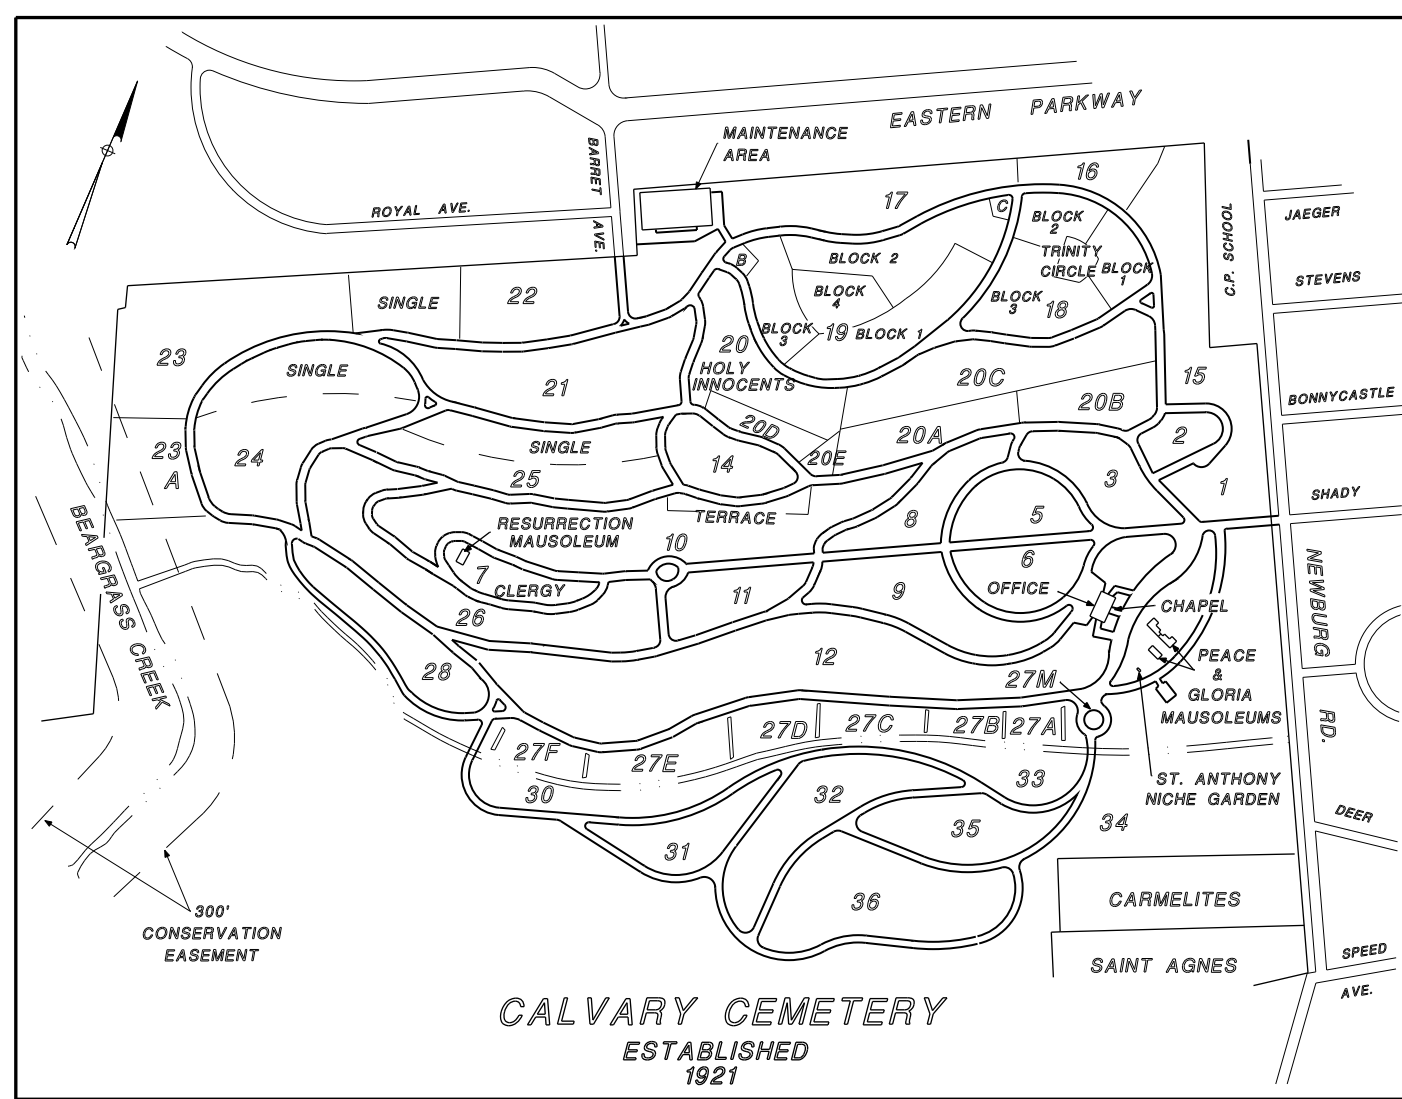 EASTERN PARKWAY
MAINTENANCE
AREA
BARRET
AVE.
ROYAL AVE.
C.P. SCHOOL
JAEGER
STEVENS
BONNYCASTLE
SHADY
NEWBURG
RD.
DEER
SPEED
AVE.
16
17
C
BLOCK
2
TRINITY
CIRCLE
BLOCK
1
BLOCK
3
18
B
BLOCK 2
BLOCK
4
BLOCK
3
19
BLOCK 1
22
SINGLE
23
SINGLE
21
20
HOLY
INNOCENTS
20C
15
20B
20D
20A
20E
2
23
A
24
SINGLE
25
14
3
1
TERRACE
8
5
BEARGRASS CREEK
RESURRECTION
MAUSOLEUM
10
7
CLERGY
6
OFFICE
CHAPEL
11
9
26
12
28
27M
PEACE
&
GLORIA
MAUSOLEUMS
27F
27E
27D
27C
27B
27A
ST. ANTHONY
NICHE GARDEN
30
32
33
31
35
34
36
CARMELITES
SAINT AGNES
300'
CONSERVATION
EASEMENT
CALVARY CEMETERY
ESTABLISHED
1921